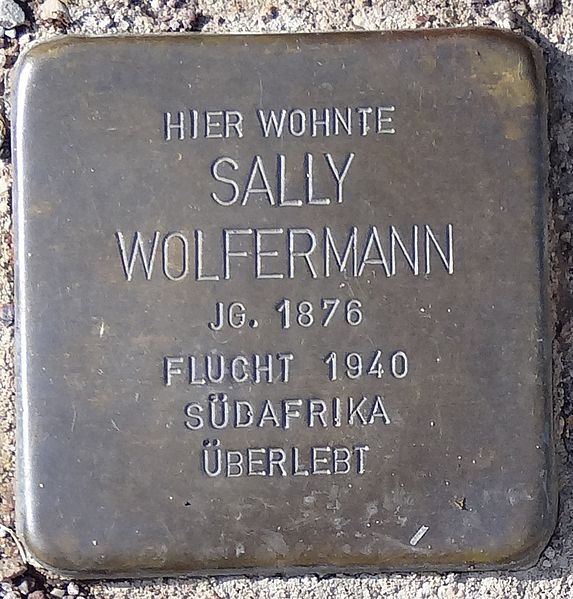 HIER WOHNTE
SALLY
WOLFERMANN
JG. 1876
FLUCHT 1940
SÜDAFRIKA
ÜBERLEBT